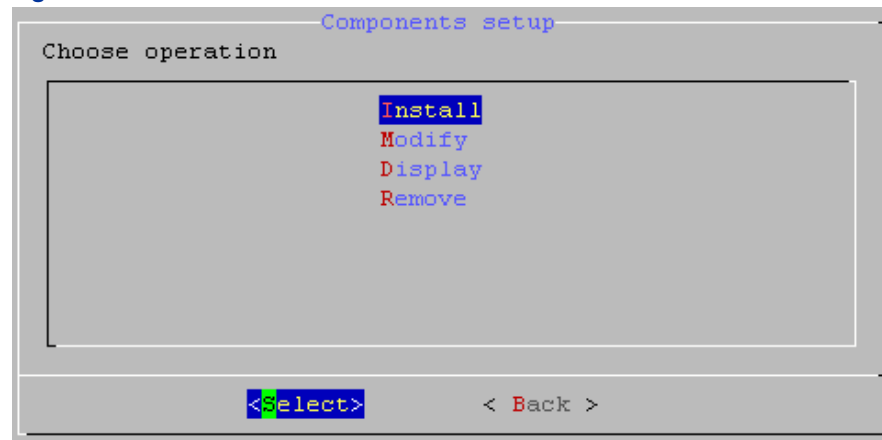 Components setup
Choose operation
Install
Modify
Display
Remove
<Select> < Back >